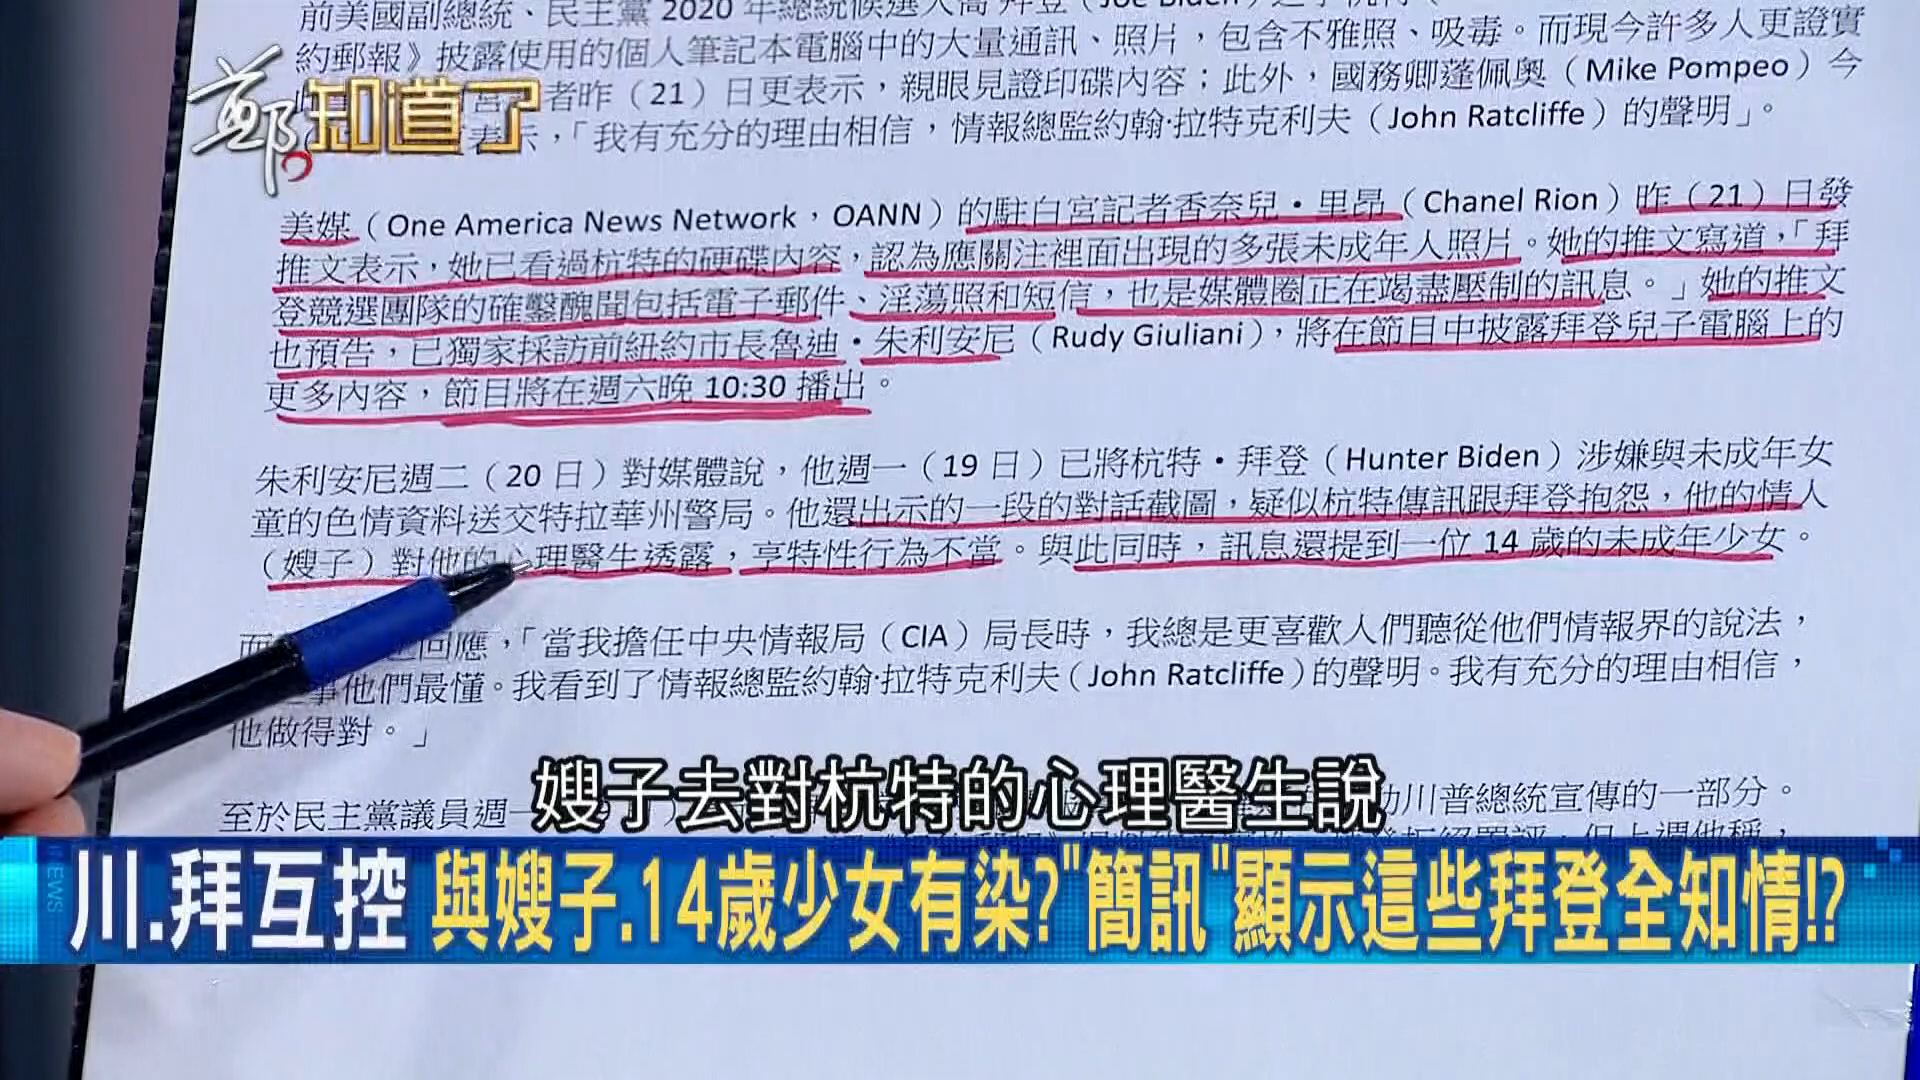 前美國副總統、民主黨 2020 年總統候選人喬·拜登（Joe Biden）之子杭特（
約郵報》披露使用的個人筆記本電腦中的大量通訊、照片，包含不雅照、吸毒。而現今許多人更證實
者昨（21）日更表示，親眼見證印碟內容；此外，國務卿蓬佩奧（Mike Pompeo）今
表示，「我有充分的理由相信，情報總監約翰·拉特克利夫（John Ratcliffe）的聲明」。
鄭知道了
美媒（One America News Network，OANN）的駐白宮記者香奈兒·里昂（Chanel Rion）昨（21）日發
推文表示，她已看過杭特的硬碟內容，認為應關注裡面出現的多張未成年人照片。她的推文寫道，「拜
登競選團隊的確鑿醜聞包括電子郵件、淫蕩照和短信，也是媒體圈正在竭盡壓制的訊息。」她的推文
也預告，已獨家採訪前紐約市長魯迪·朱利安尼（Rudy Giuliani），將在節目中披露拜登兒子電腦上的
更多內容，節目將在週六晚 10:30 播出。
朱利安尼週二（20 日）對媒體說，他週一（19 日）已將杭特·拜登（Hunter Biden）涉嫌與未成年女
童的色情資料送交特拉華州警局。他還出示的一段的對話截圖，疑似杭特傳訊跟拜登抱怨，他的情人
（嫂子）對他的心理醫生透露，亨特性行為不當。與此同時，訊息還提到一位 14 歲的未成年少女。
回應，「當我擔任中央情報局（CIA）局長時，我總是更喜歡人們聽從他們情報界的說法，
他們最懂。我看到了情報總監約翰·拉特克利夫（John Ratcliffe）的聲明。我有充分的理由相信，
他做得對。」
至於民主黨議員週一
川普總統宣傳的一部分。
嫂子去對杭特的心理醫生說
川.拜互控 與嫂子.14歲少女有染?"簡訊"顯示這些拜登全知情!?
NEWS